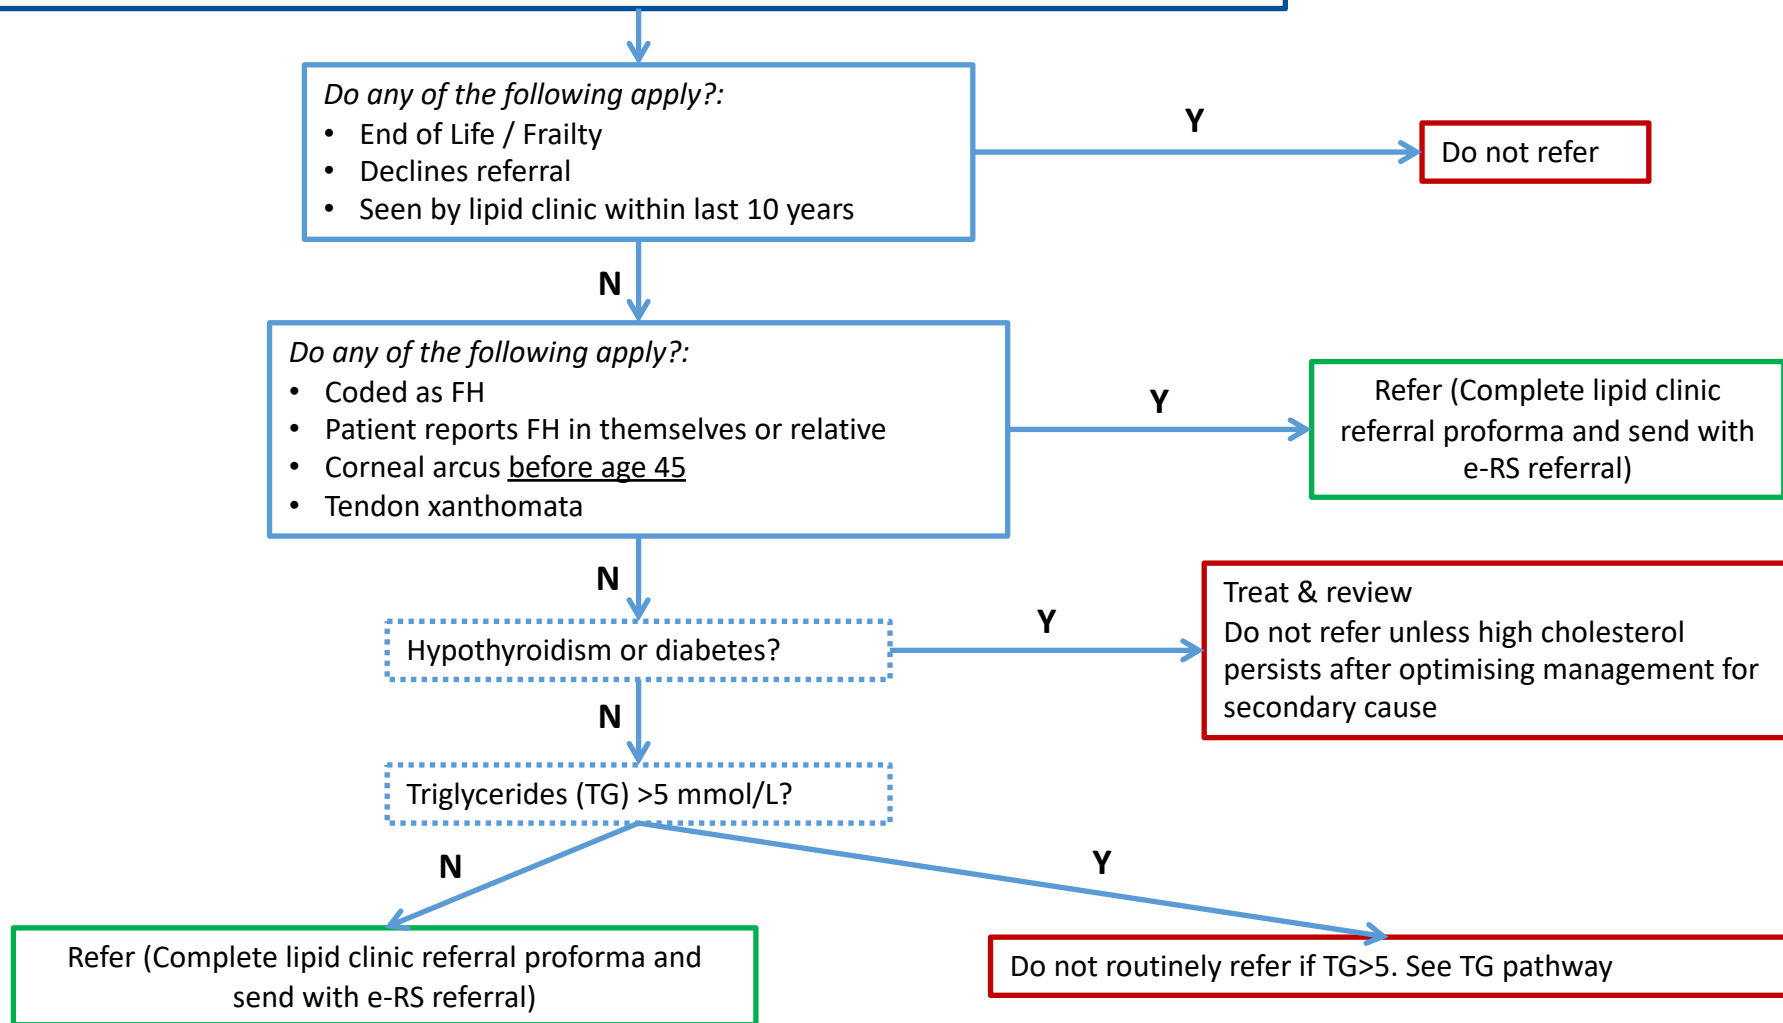 Do any of the following apply?:
• End of Life / Frailty
• Declines referral
• Seen by lipid clinic within last 10 years
Y
Do not refer
N
Do any of the following apply?:
• Coded as FH
• Patient reports FH in themselves or relative
• Corneal arcus before age 45
• Tendon xanthomata
Y
Refer (Complete lipid clinic
referral proforma and send with
e-RS referral)
N
Hypothyroidism or diabetes?
Y
Treat & review
Do not refer unless high cholesterol
persists after optimising management for
secondary cause
N
Triglycerides (TG) >5 mmol/L?
N
Y
Refer (Complete lipid clinic referral proforma and
send with e-RS referral)
Do not routinely refer if TG>5. See TG pathway